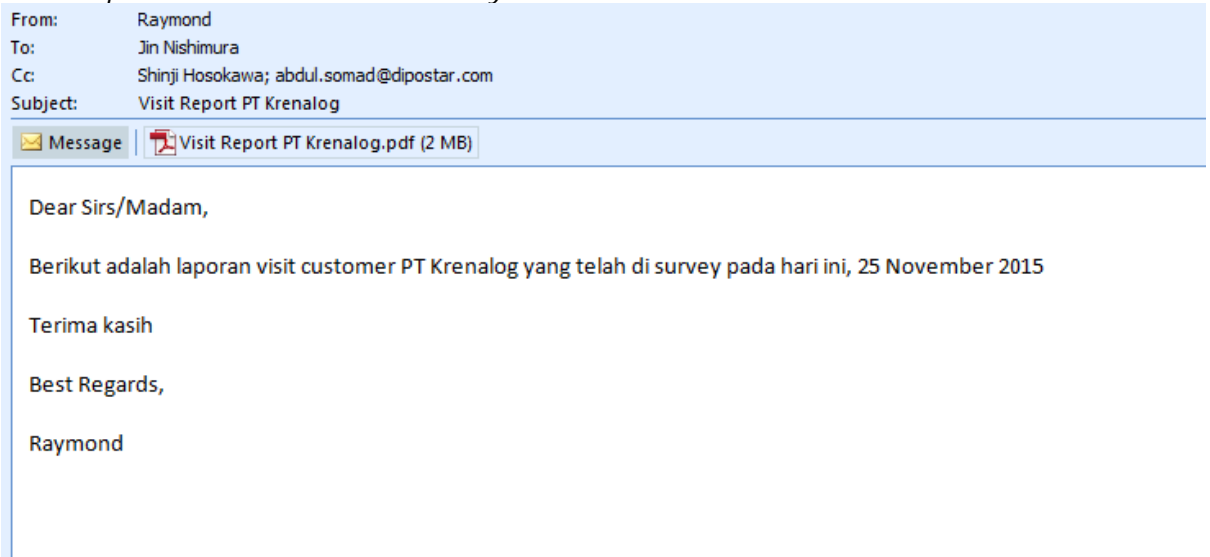 From: Raymond
To: Jin Nishimura
Cc: Shinji Hosokawa; abdul.somad@dipostar.com
Subject: Visit Report PT Krenalog
Message Visit Report PT Krenalog.pdf (2 MB)
Dear Sirs/Madam,
Berikut adalah laporan visit customer PT Krenalog yang telah di survey pada hari ini, 25 November 2015
Terima kasih
Best Regards,
Raymond